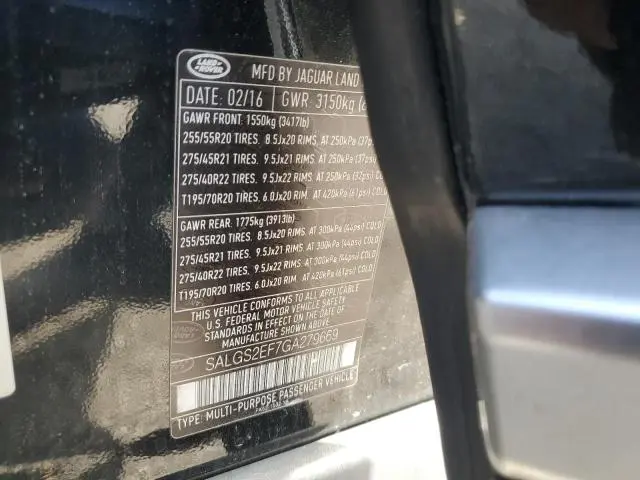 LAND
ROVER
MFD BY JAGUAR LAND
DATE: 02/16 GWR: 3150kg
GAWR FRONT: 1550kg (3417lb)
255/55R20 TIRES. 8.5Jx20 RIMS. AT 250kPa (37p
275/45R21 TIRES. 9.5Jx21 RIMS. AT 250kPa (37psi)
275/40R22 TIRES. 9.5Jx22 RIMS. AT 250kPa (37psi) COL
T195/70R20 TIRES. 6.0Jx20 RIMS. AT 420kPa (61psi) COLD
GAWR REAR: 1775kg (3913lb)
255/55R20 TIRES. 8.5Jx20 RIMS. AT 300kPa (44psi) COLD
275/45R21 TIRES. 9.5Jx21 RIMS. AT 300kPa (44psi) COLD
275/40R22 TIRES. 9.5Jx22 RIMS. AT 300kPa (44psi) COLD
T195/70R20 TIRES. 6.0Jx20 RIMS. AT 420kPa (61psi) COLD
THIS VEHICLE CONFORMS TO ALL APPLICABLE
U.S. FEDERAL MOTOR VEHICLE SAFETY
STANDARDS IN EFFECT ON THE DATE OF
MANUFACTURE SHOWN ABOVE.
SALGS2EF7GA279669
TYPE: MULTI-PURPOSE PASSENGER VEHICLE